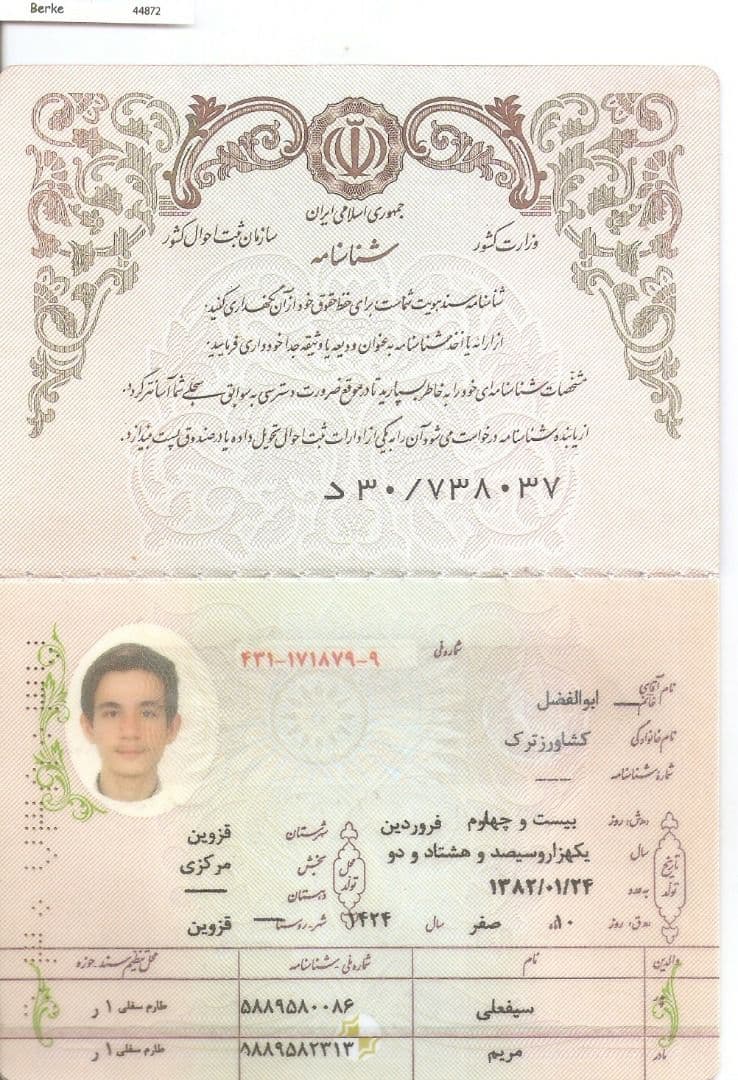 Berke 44872
جمهوری اسلامی ایران
وزارت کشور
سازمان ثبت احوال کشور
شناسنامه
شناسنامه سند هویت شماست برای حفظ حقوق خود از آن نگهداری کنید.
از ارائه یا اخذ شناسنامه به عنوان ودیعه یا وثیقه جدا خودداری فرمایید.
مشخصات شناسنامه‌ای خود را به خاطر بسپارید تا در موقع ضرورت دسترسی به سوابق سجلی شما آسانتر گردد.
از یابنده شناسنامه درخواست می‌شود آن را به یکی از ادارات ثبت احوال تحویل داده یا در صندوق پست بیندازد.
د ۳۰/۷۳۸۰۳۷
شماره ملی ۴۳۱-۱۷۱۸۷۹-۹
نام آقای خانم ابوالفضل
نام خانوادگی کشاورز ترک
شماره شناسنامه
تاریخ تولد
ه.ش: روز بیست و چهارم فروردین
سال یکهزار و سیصد و هشتاد و دو
به عدد ۱۳۸۲/۰۱/۲۴
ه.ق: روز ۱۰ صفر سال ۱۴۲۴
محل تولد
شهرستان قزوین
بخش مرکزی
دهستان
شهر-روستا قزوین
والدین نام شماره ملی-شناسنامه محل تنظیم سند-حوزه
پدر سیفعلی ۵۸۸۹۵۸۰۰۸۶ طارم سفلی ۱ ر
مادر مریم ۵۸۸۹۵۸۲۳۱۳ طارم سفلی ۱ ر